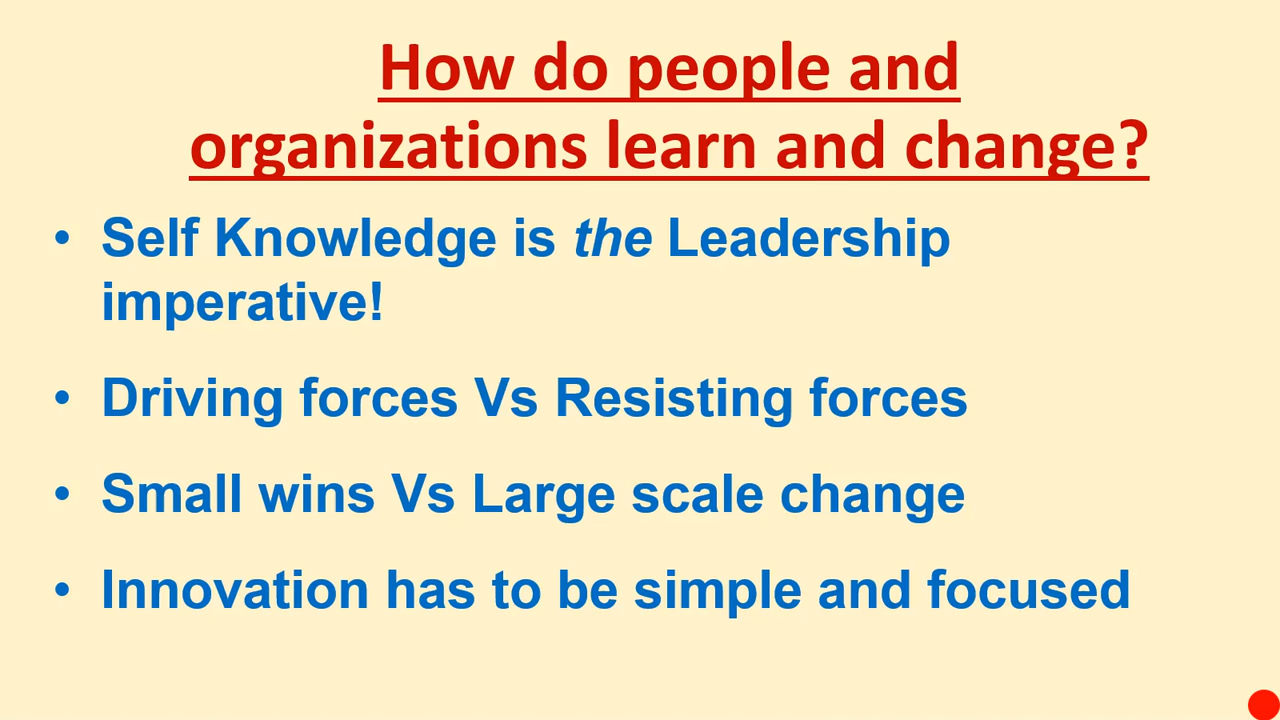 How do people and
organizations learn and change?
• Self Knowledge is the Leadership
imperative!
• Driving forces Vs Resisting forces
• Small wins Vs Large scale change
• Innovation has to be simple and focused